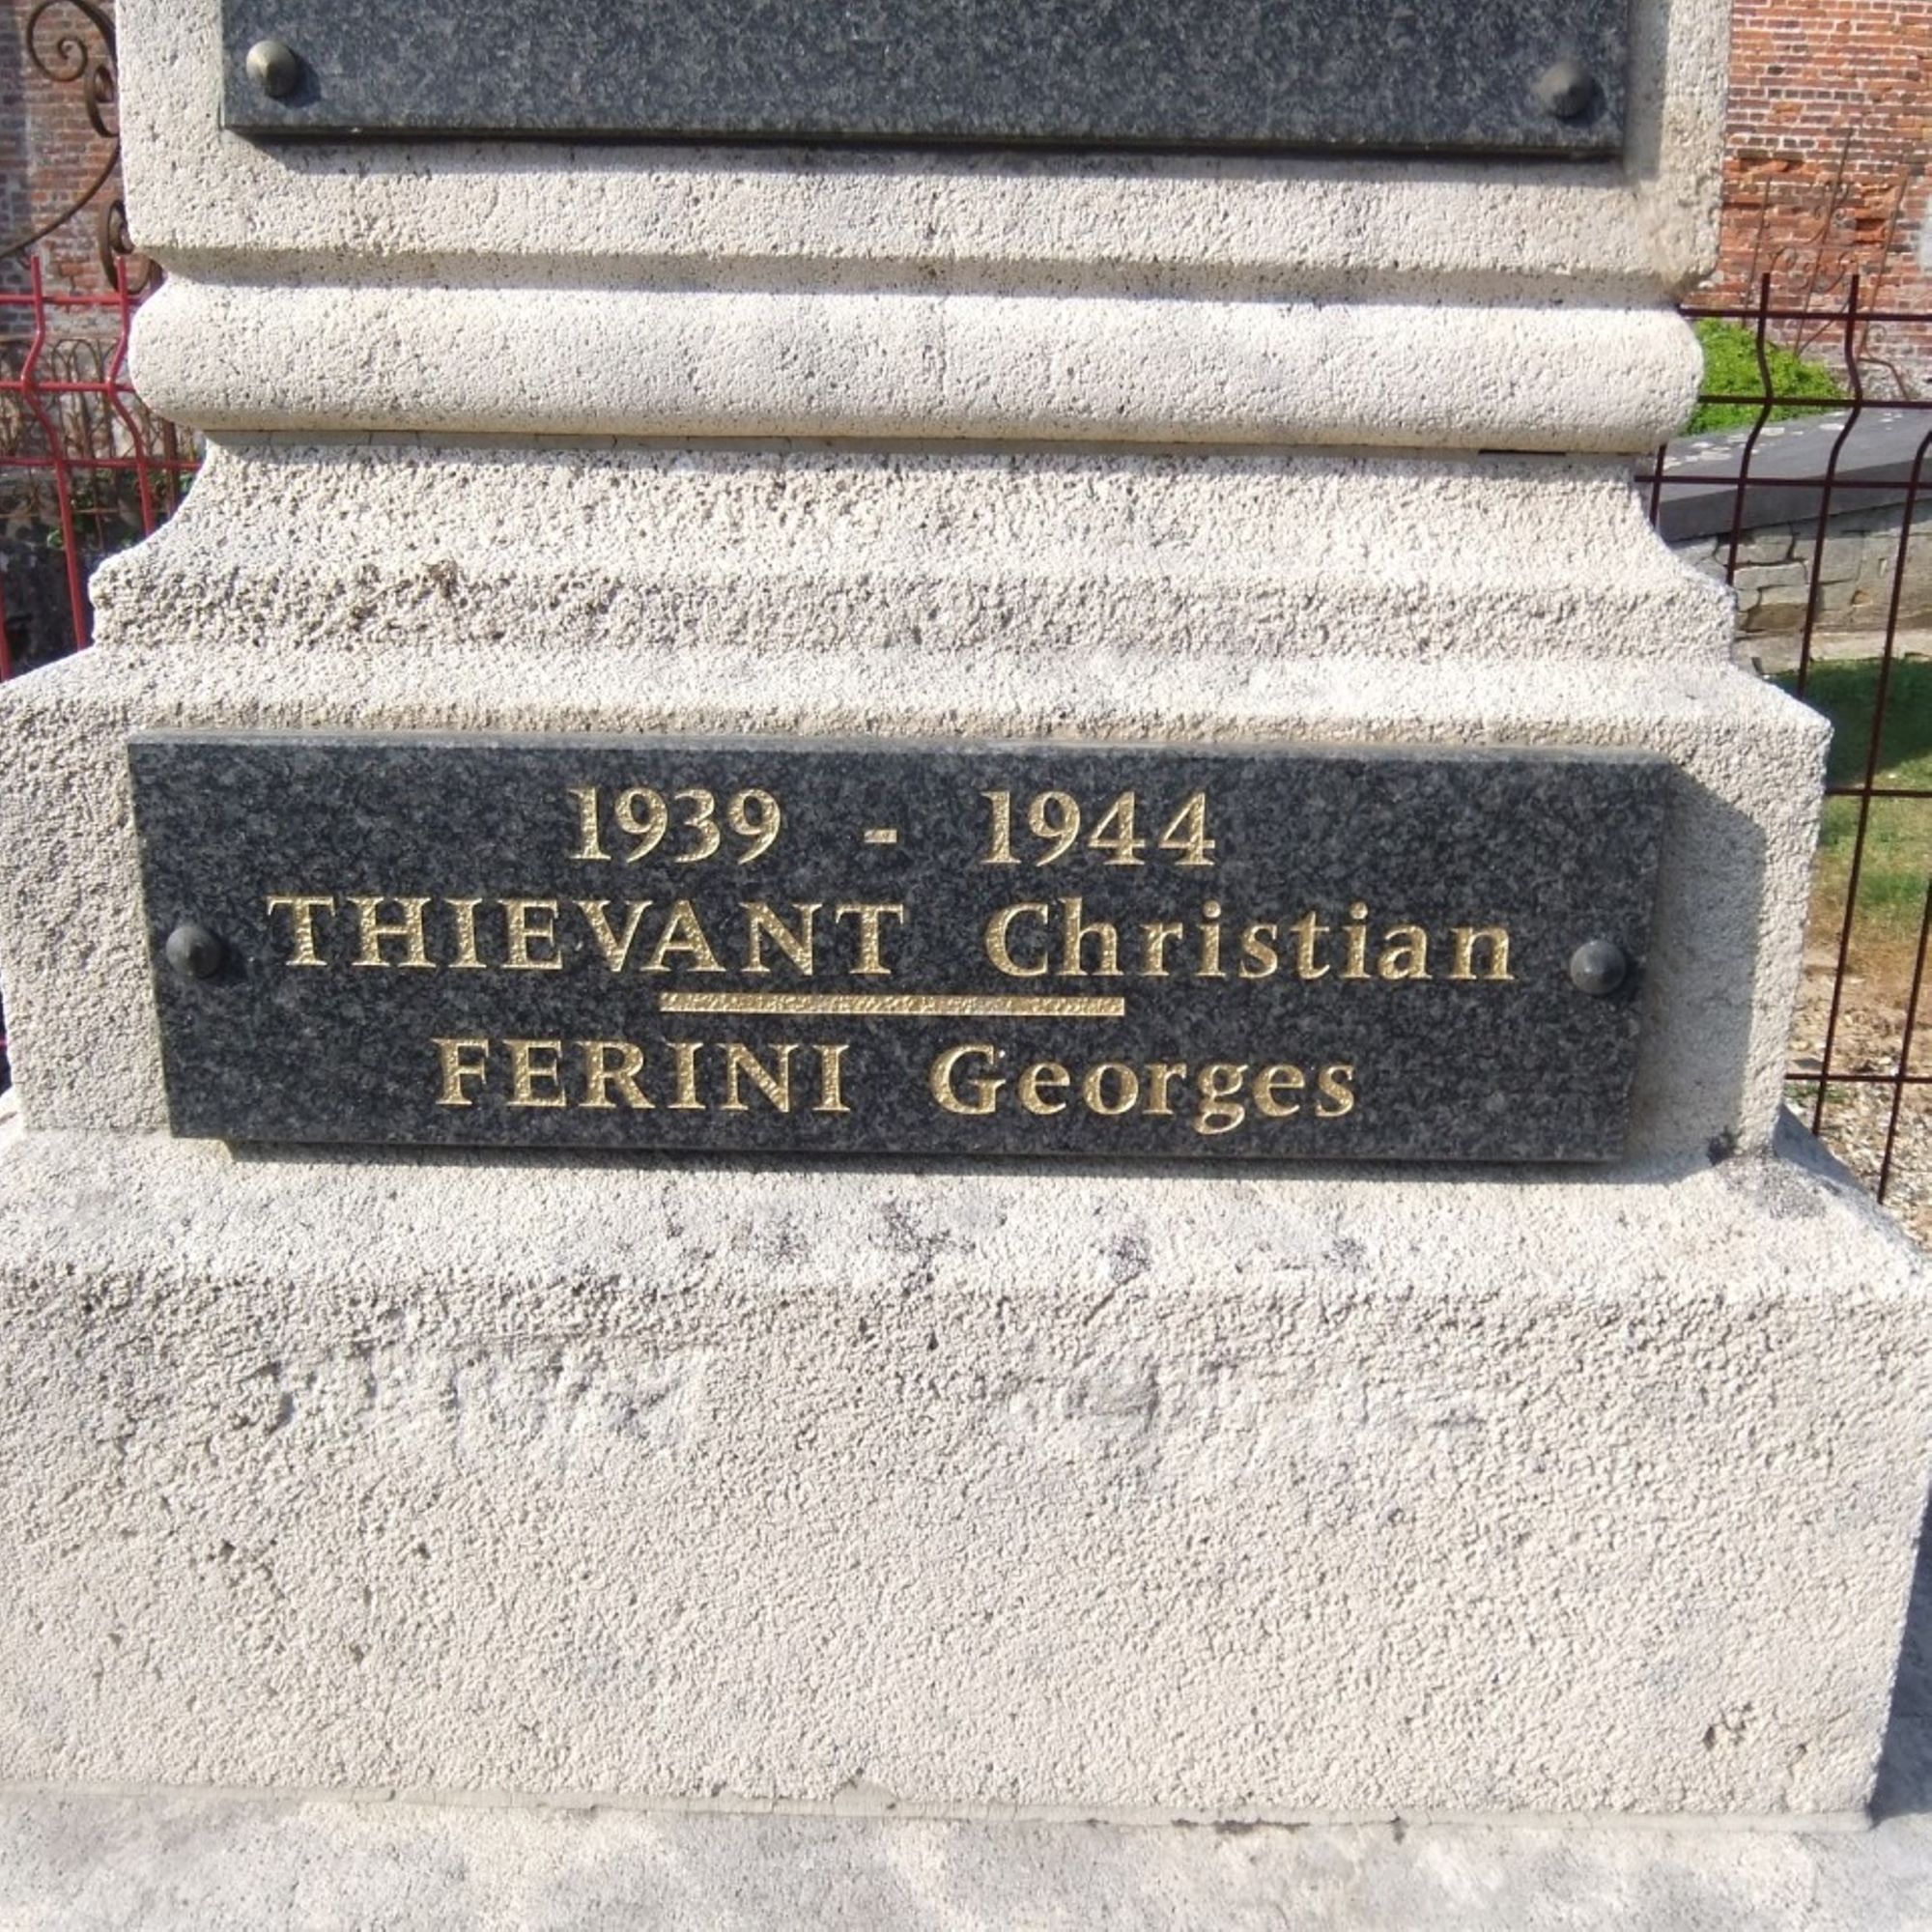 1939 - 1944
THIEVANT Christian
FERINI Georges